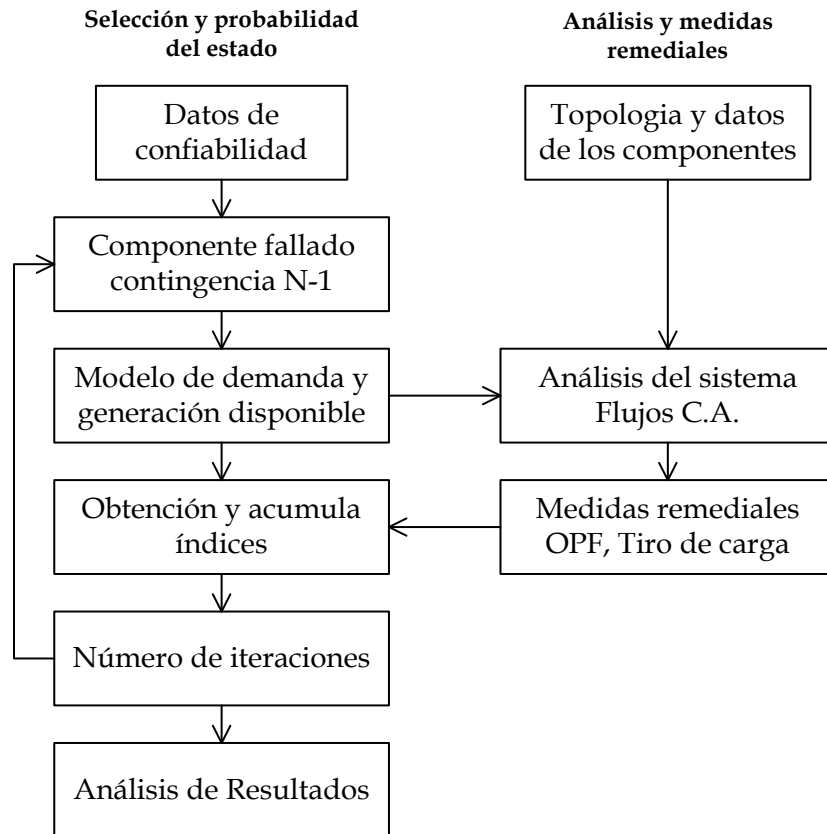 Selección y probabilidad
del estado
Análisis y medidas
remediales
Datos de
confiabilidad
Topologia y datos
de los componentes
Componente fallado
contingencia N-1
Modelo de demanda y
generación disponible
Análisis del sistema
Flujos C.A.
Obtención y acumula
índices
Medidas remediales
OPF, Tiro de carga
Número de iteraciones
Análisis de Resultados